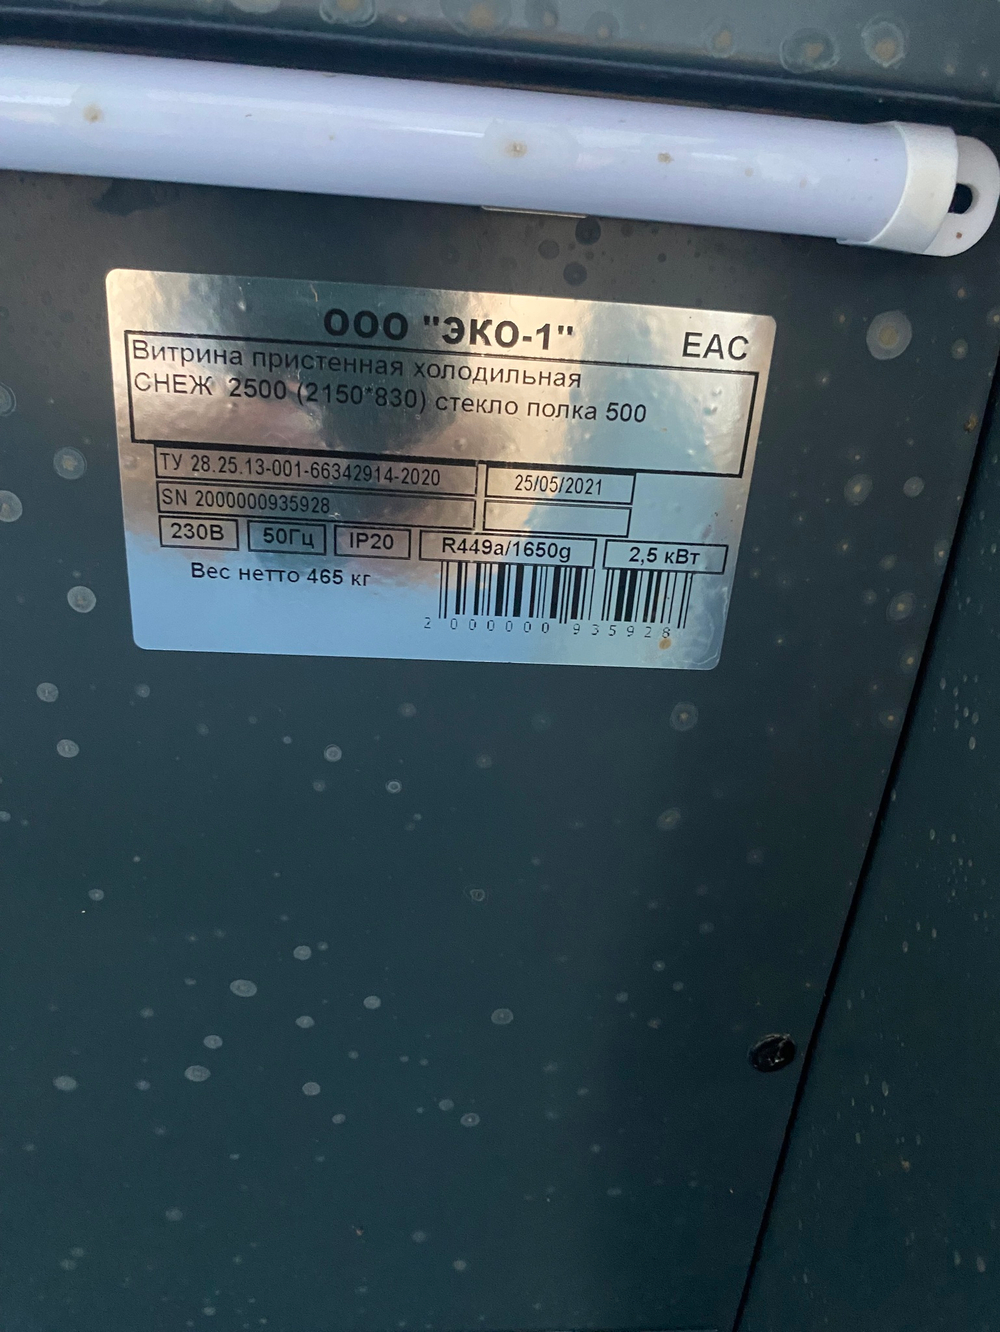 ООО "ЭКО-1"
ЕАС
Витрина пристенная холодильная
СНЕЖ 2500 (2150*830) стекло полка 500
ТУ 28.25.13-001-66342914-2020
25/05/2021
SN 2000000935928
230В 50Гц IP20 R449a/1650g 2,5 кВт
Вес нетто 465 кг
2 000000 935928